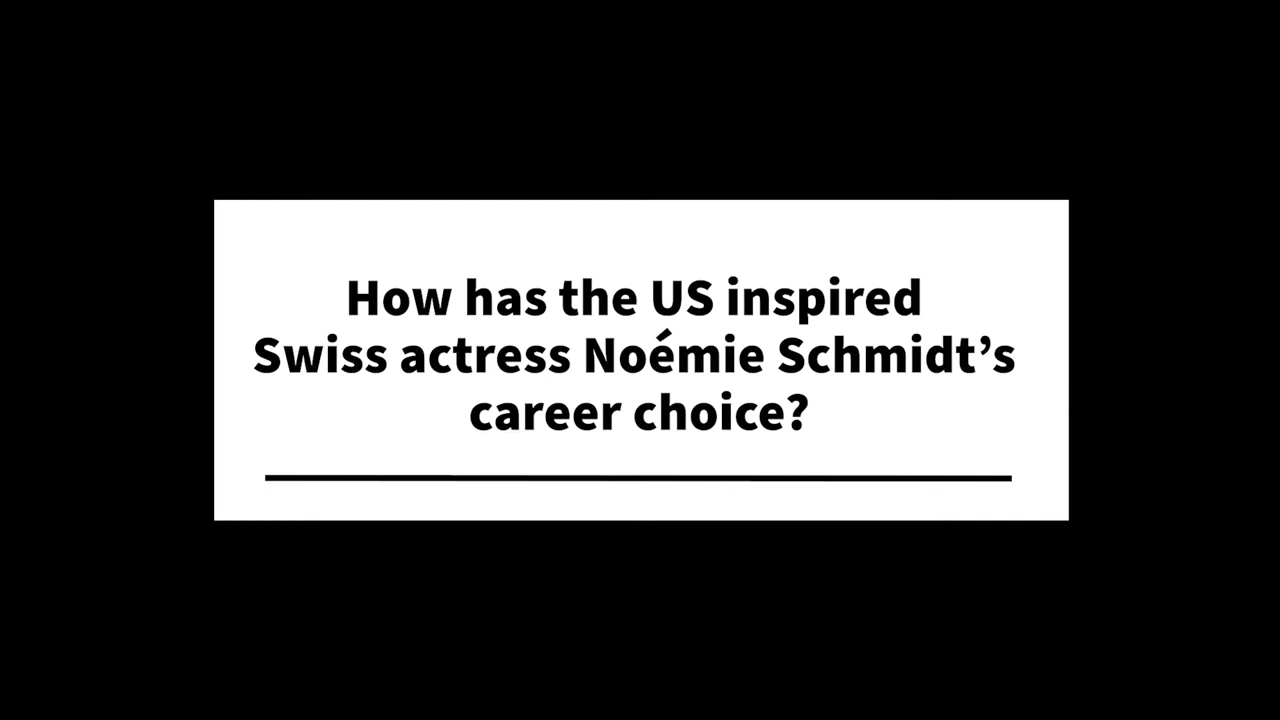 How has the US inspired
Swiss actress Noémie Schmidt’s
career choice?